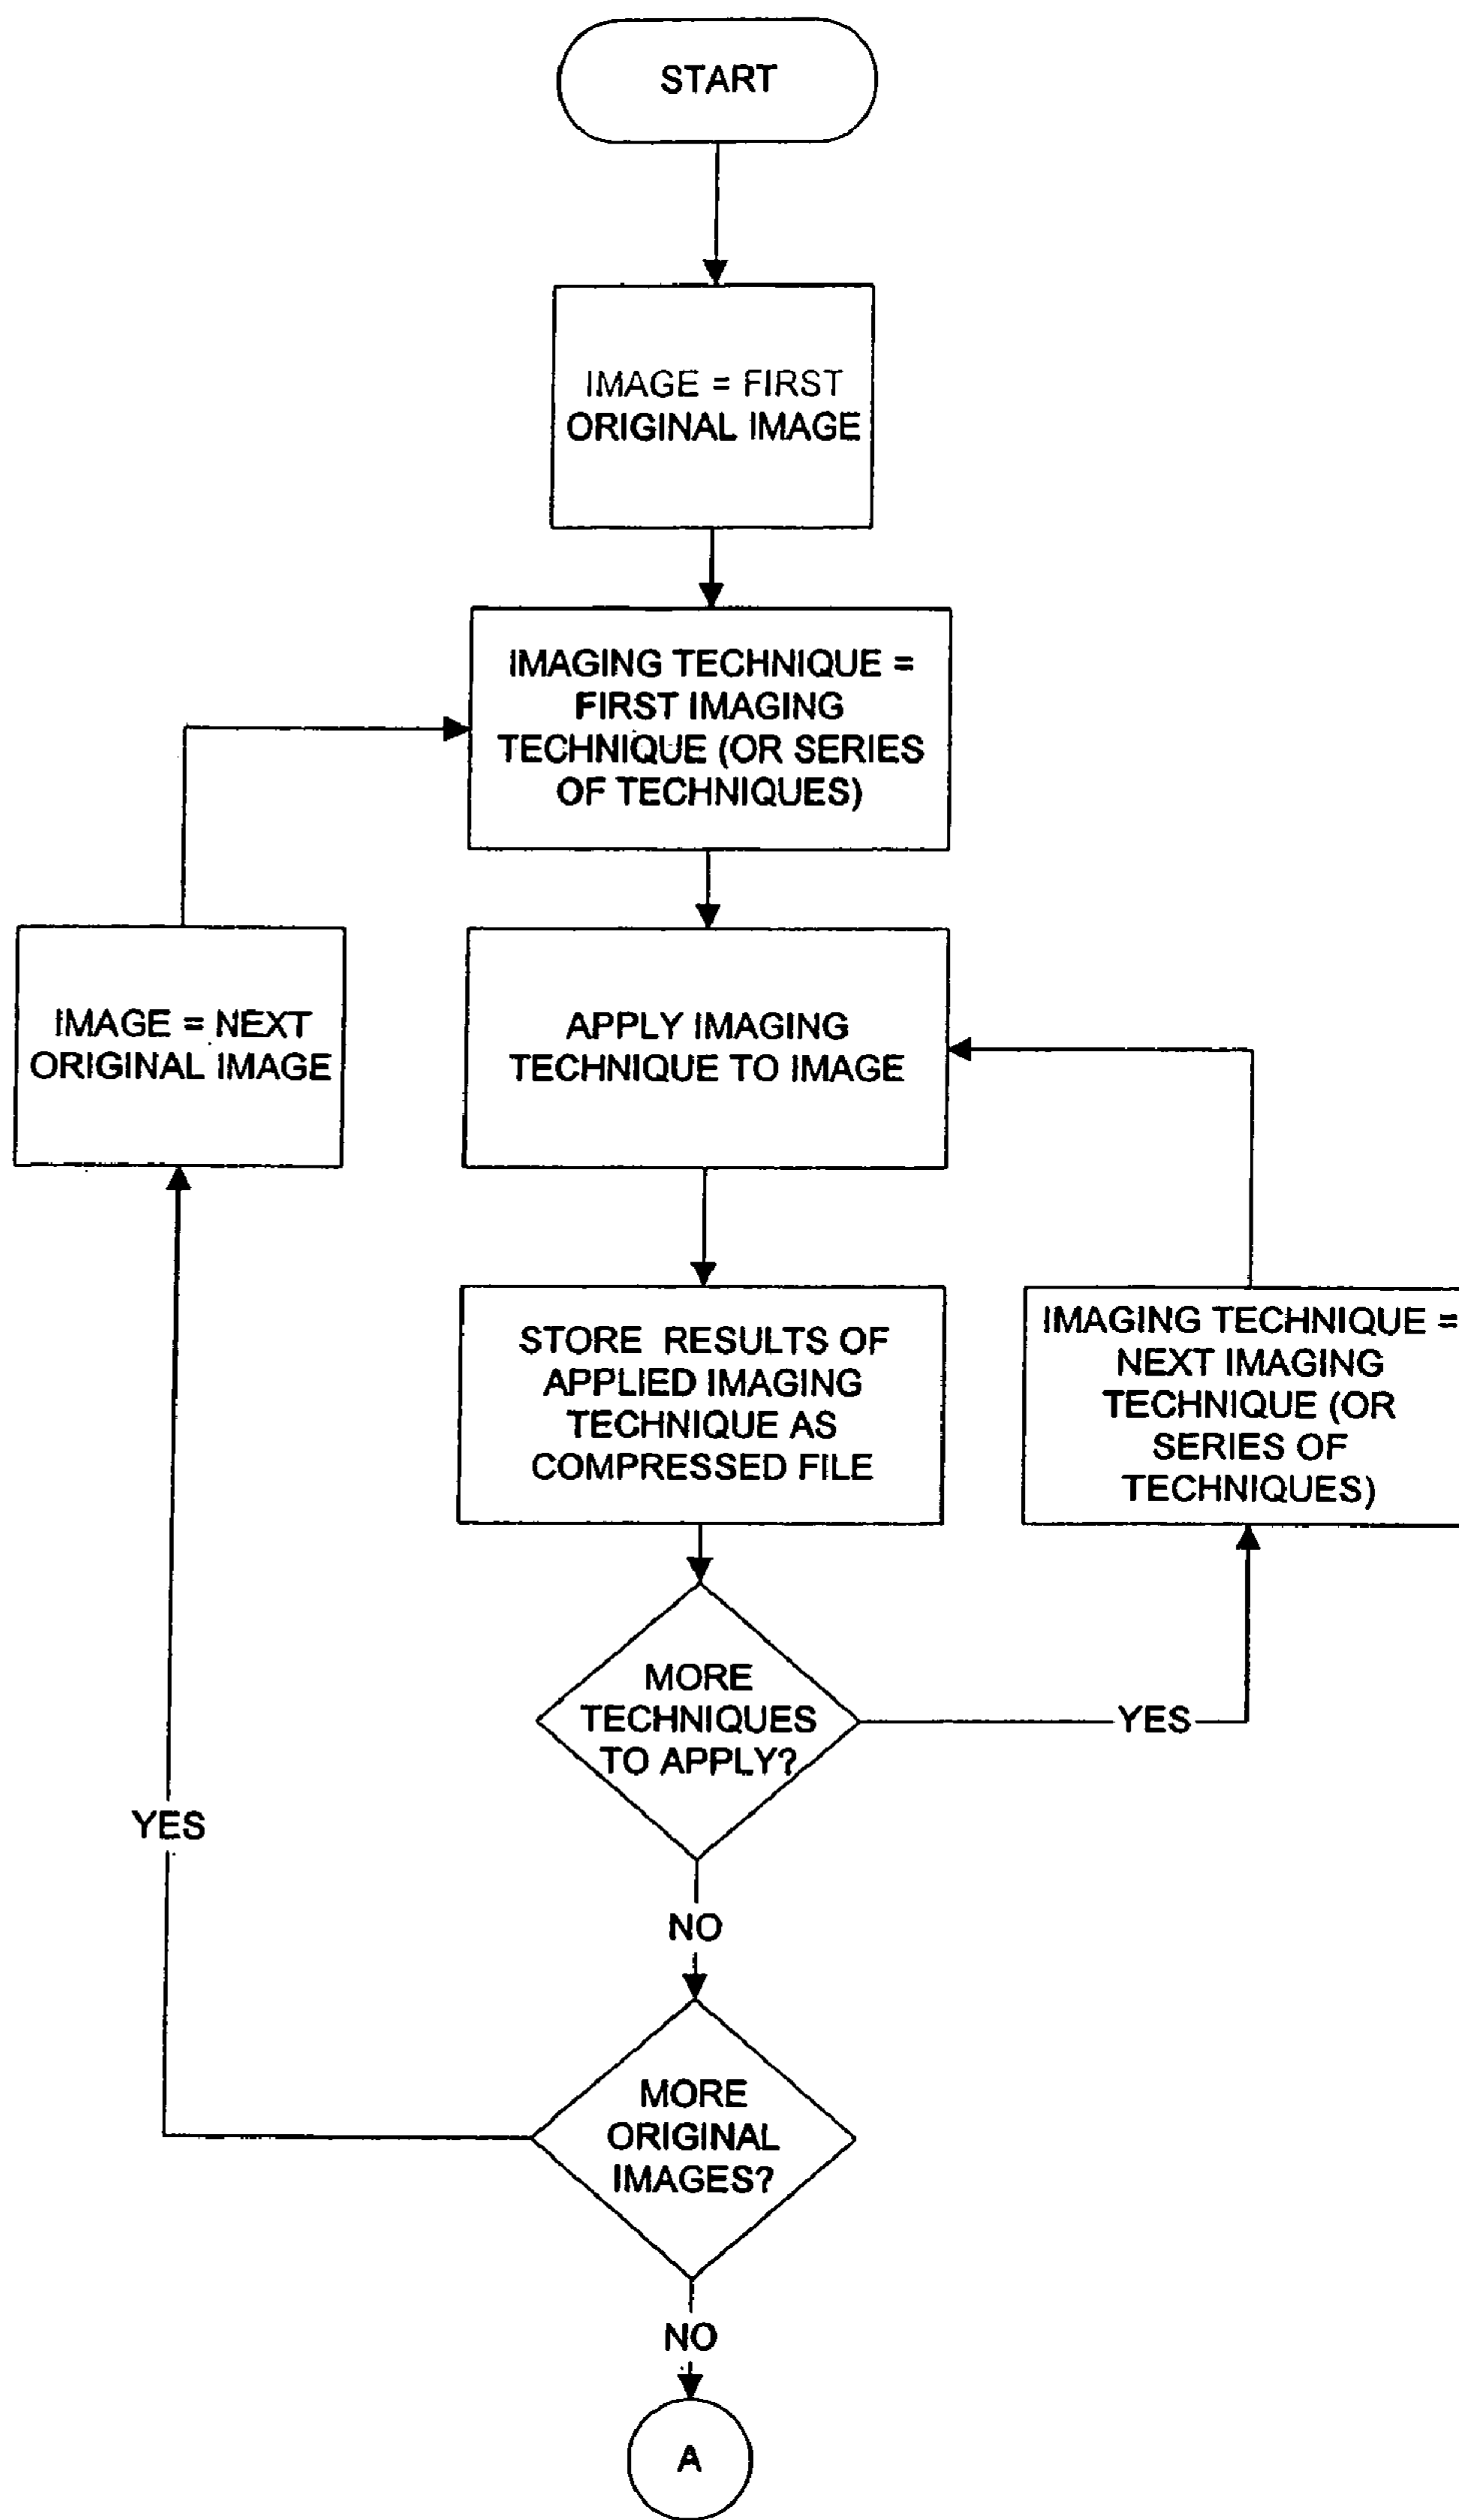 START
IMAGE = FIRST
ORIGINAL IMAGE
IMAGING TECHNIQUE =
FIRST IMAGING
TECHNIQUE (OR SERIES
OF TECHNIQUES)
IMAGE = NEXT
ORIGINAL IMAGE
APPLY IMAGING
TECHNIQUE TO IMAGE
STORE RESULTS OF
APPLIED IMAGING
TECHNIQUE AS
COMPRESSED FILE
IMAGING TECHNIQUE =
NEXT IMAGING
TECHNIQUE (OR
SERIES OF
TECHNIQUES)
MORE
TECHNIQUES
TO APPLY?
YES
YES
NO
MORE
ORIGINAL
IMAGES?
NO
A